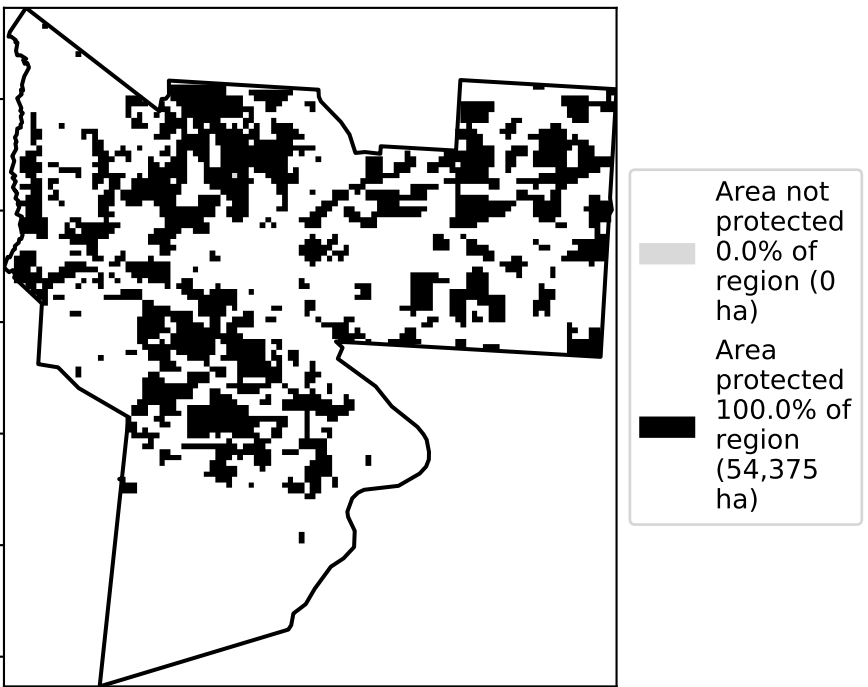 Area not
protected
0.0% of
region (0
ha)
Area
protected
100.0% of
region
(54,375
ha)